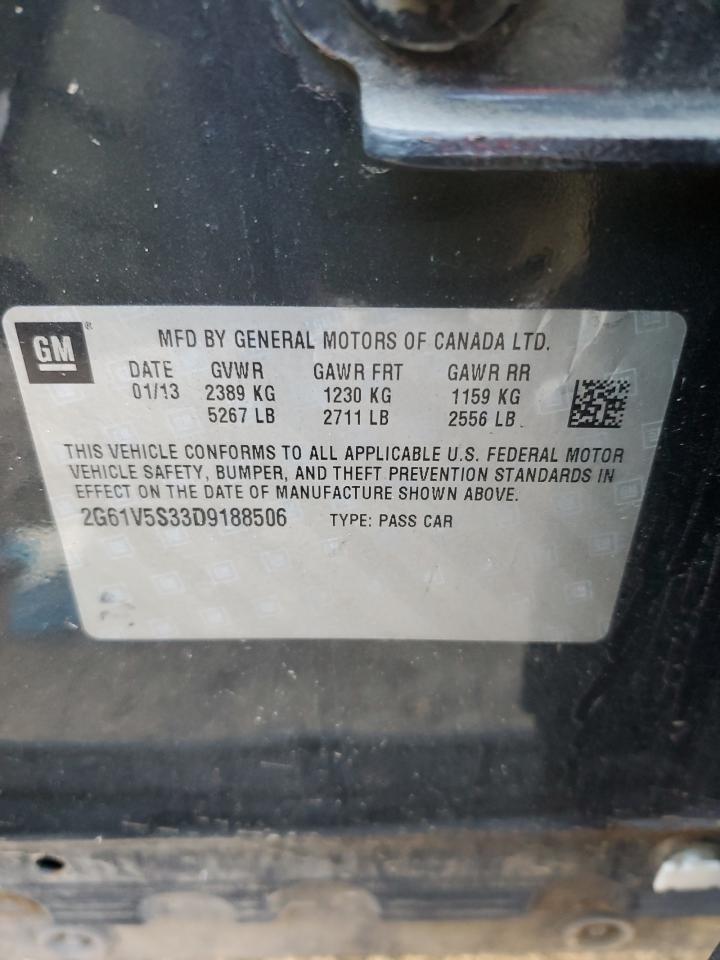 GM®
MFD BY GENERAL MOTORS OF CANADA LTD.
DATE GVWR GAWR FRT GAWR RR
01/13 2389 KG 1230 KG 1159 KG
5267 LB 2711 LB 2556 LB
THIS VEHICLE CONFORMS TO ALL APPLICABLE U.S. FEDERAL MOTOR
VEHICLE SAFETY, BUMPER, AND THEFT PREVENTION STANDARDS IN
EFFECT ON THE DATE OF MANUFACTURE SHOWN ABOVE.
2G61V5S33D9188506 TYPE: PASS CAR